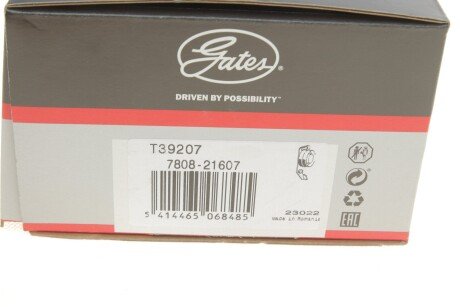 Gates®
DRIVEN BY POSSIBILITY™
T39207
7808-21607
5 414465 068485
23022
Made in Romania
EAC